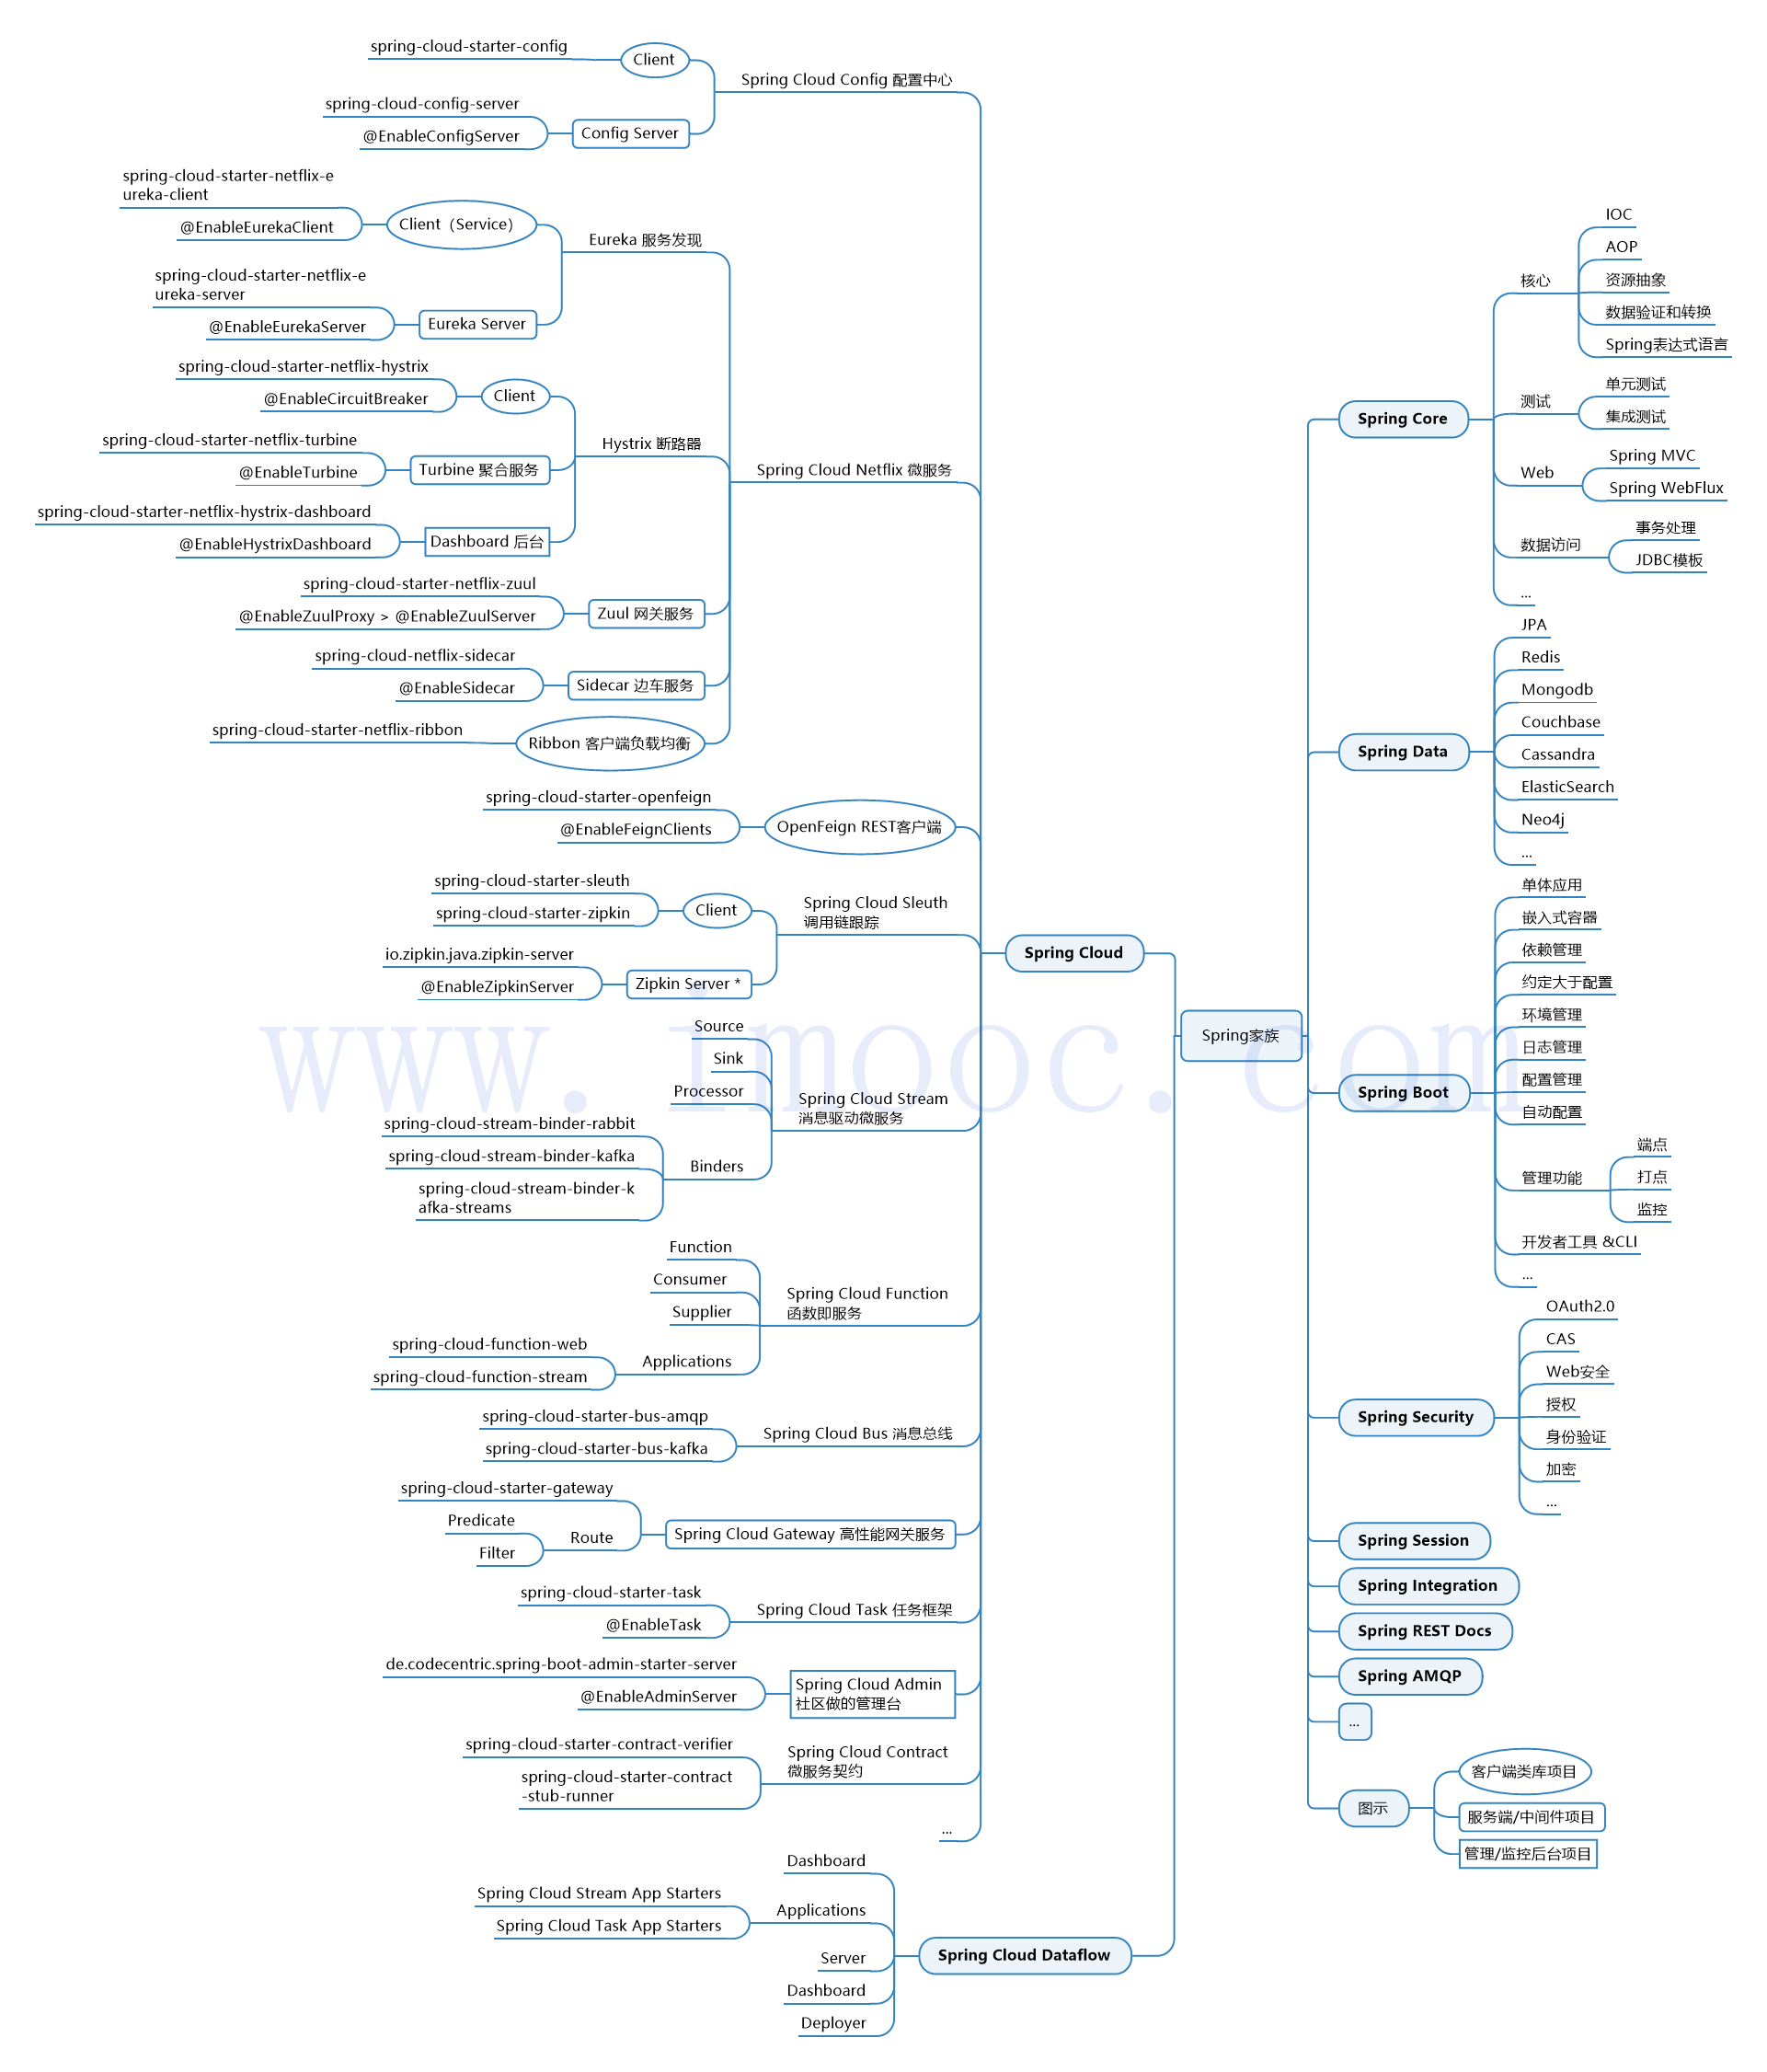 spring-cloud-starter-config
Client
Spring Cloud Config 配置中心
spring-cloud-config-server
@EnableConfigServer
Config Server
spring-cloud-starter-netflix-e
ureka-client
@EnableEurekaClient
Client（Service）
Eureka 服务发现
spring-cloud-starter-netflix-e
ureka-server
@EnableEurekaServer
Eureka Server
spring-cloud-starter-netflix-hystrix
@EnableCircuitBreaker
Client
Hystrix 断路器
spring-cloud-starter-netflix-turbine
@EnableTurbine
Turbine 聚合服务
Spring Cloud Netflix 微服务
spring-cloud-starter-netflix-hystrix-dashboard
@EnableHystrixDashboard
Dashboard 后台
spring-cloud-starter-netflix-zuul
@EnableZuulProxy > @EnableZuulServer
Zuul 网关服务
spring-cloud-netflix-sidecar
@EnableSidecar
Sidecar 边车服务
spring-cloud-starter-netflix-ribbon
Ribbon 客户端负载均衡
spring-cloud-starter-openfeign
@EnableFeignClients
OpenFeign REST客户端
spring-cloud-starter-sleuth
spring-cloud-starter-zipkin
Client
Spring Cloud Sleuth
调用链跟踪
io.zipkin.java.zipkin-server
@EnableZipkinServer
Zipkin Server *
Spring Cloud
Source
Sink
Processor
Spring Cloud Stream
消息驱动微服务
spring-cloud-stream-binder-rabbit
spring-cloud-stream-binder-kafka
spring-cloud-stream-binder-k
afka-streams
Binders
Function
Consumer
Supplier
Spring Cloud Function
函数即服务
spring-cloud-function-web
spring-cloud-function-stream
Applications
spring-cloud-starter-bus-amqp
spring-cloud-starter-bus-kafka
Spring Cloud Bus 消息总线
spring-cloud-starter-gateway
Predicate
Filter
Route
Spring Cloud Gateway 高性能网关服务
spring-cloud-starter-task
@EnableTask
Spring Cloud Task 任务框架
de.codecentric.spring-boot-admin-starter-server
@EnableAdminServer
Spring Cloud Admin
社区做的管理台
spring-cloud-starter-contract-verifier
spring-cloud-starter-contract
-stub-runner
Spring Cloud Contract
微服务契约
...
Dashboard
Spring Cloud Stream App Starters
Spring Cloud Task App Starters
Applications
Server
Dashboard
Deployer
Spring Cloud Dataflow
Spring家族
www.imooc.com
IOC
AOP
资源抽象
数据验证和转换
Spring表达式语言
核心
单元测试
集成测试
测试
Spring Core
Spring MVC
Spring WebFlux
Web
事务处理
JDBC模板
数据访问
...
JPA
Redis
Mongodb
Couchbase
Spring Data
Cassandra
ElasticSearch
Neo4j
...
单体应用
嵌入式容器
依赖管理
约定大于配置
环境管理
日志管理
配置管理
Spring Boot
自动配置
端点
打点
监控
管理功能
开发者工具 &CLI
...
OAuth2.0
CAS
Web安全
授权
Spring Security
身份验证
加密
...
Spring Session
Spring Integration
Spring REST Docs
Spring AMQP
...
图示
客户端类库项目
服务端/中间件项目
管理/监控后台项目